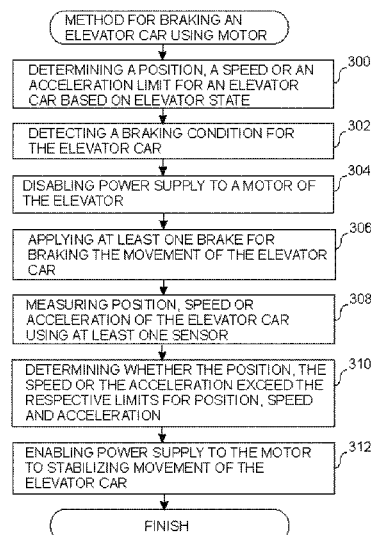 METHOD FOR BRAKING AN
ELEVATOR CAR USING MOTOR
300
DETERMINING A POSITION, A SPEED OR AN
ACCELERATION LIMIT FOR AN ELEVATOR
CAR BASED ON ELEVATOR STATE
302
DETECTING A BRAKING CONDITION FOR
THE ELEVATOR CAR
304
DISABLING POWER SUPPLY TO A MOTOR OF
THE ELEVATOR
306
APPLYING AT LEAST ONE BRAKE FOR
BRAKING THE MOVEMENT OF THE ELEVATOR
CAR
308
MEASURING POSITION, SPEED OR
ACCELERATION OF THE ELEVATOR CAR
USING AT LEAST ONE SENSOR
310
DETERMINING WHETHER THE POSITION, THE
SPEED OR THE ACCELERATION EXCEED THE
RESPECTIVE LIMITS FOR POSITION, SPEED
AND ACCELERATION
312
ENABLING POWER SUPPLY TO THE MOTOR
TO STABILIZING MOVEMENT OF THE
ELEVATOR CAR
FINISH